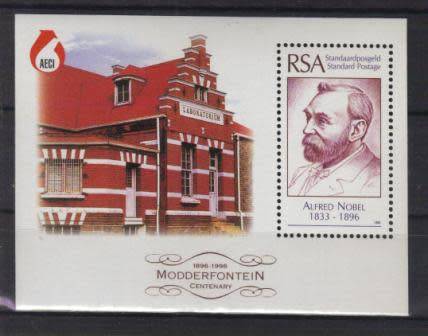 AECI
LABORATORIUM
RSA
Standaardposgeld
Standard Postage
ALFRED NOBEL
1833 - 1896
1896-1996
MODDERFONTEIN
CENTENARY